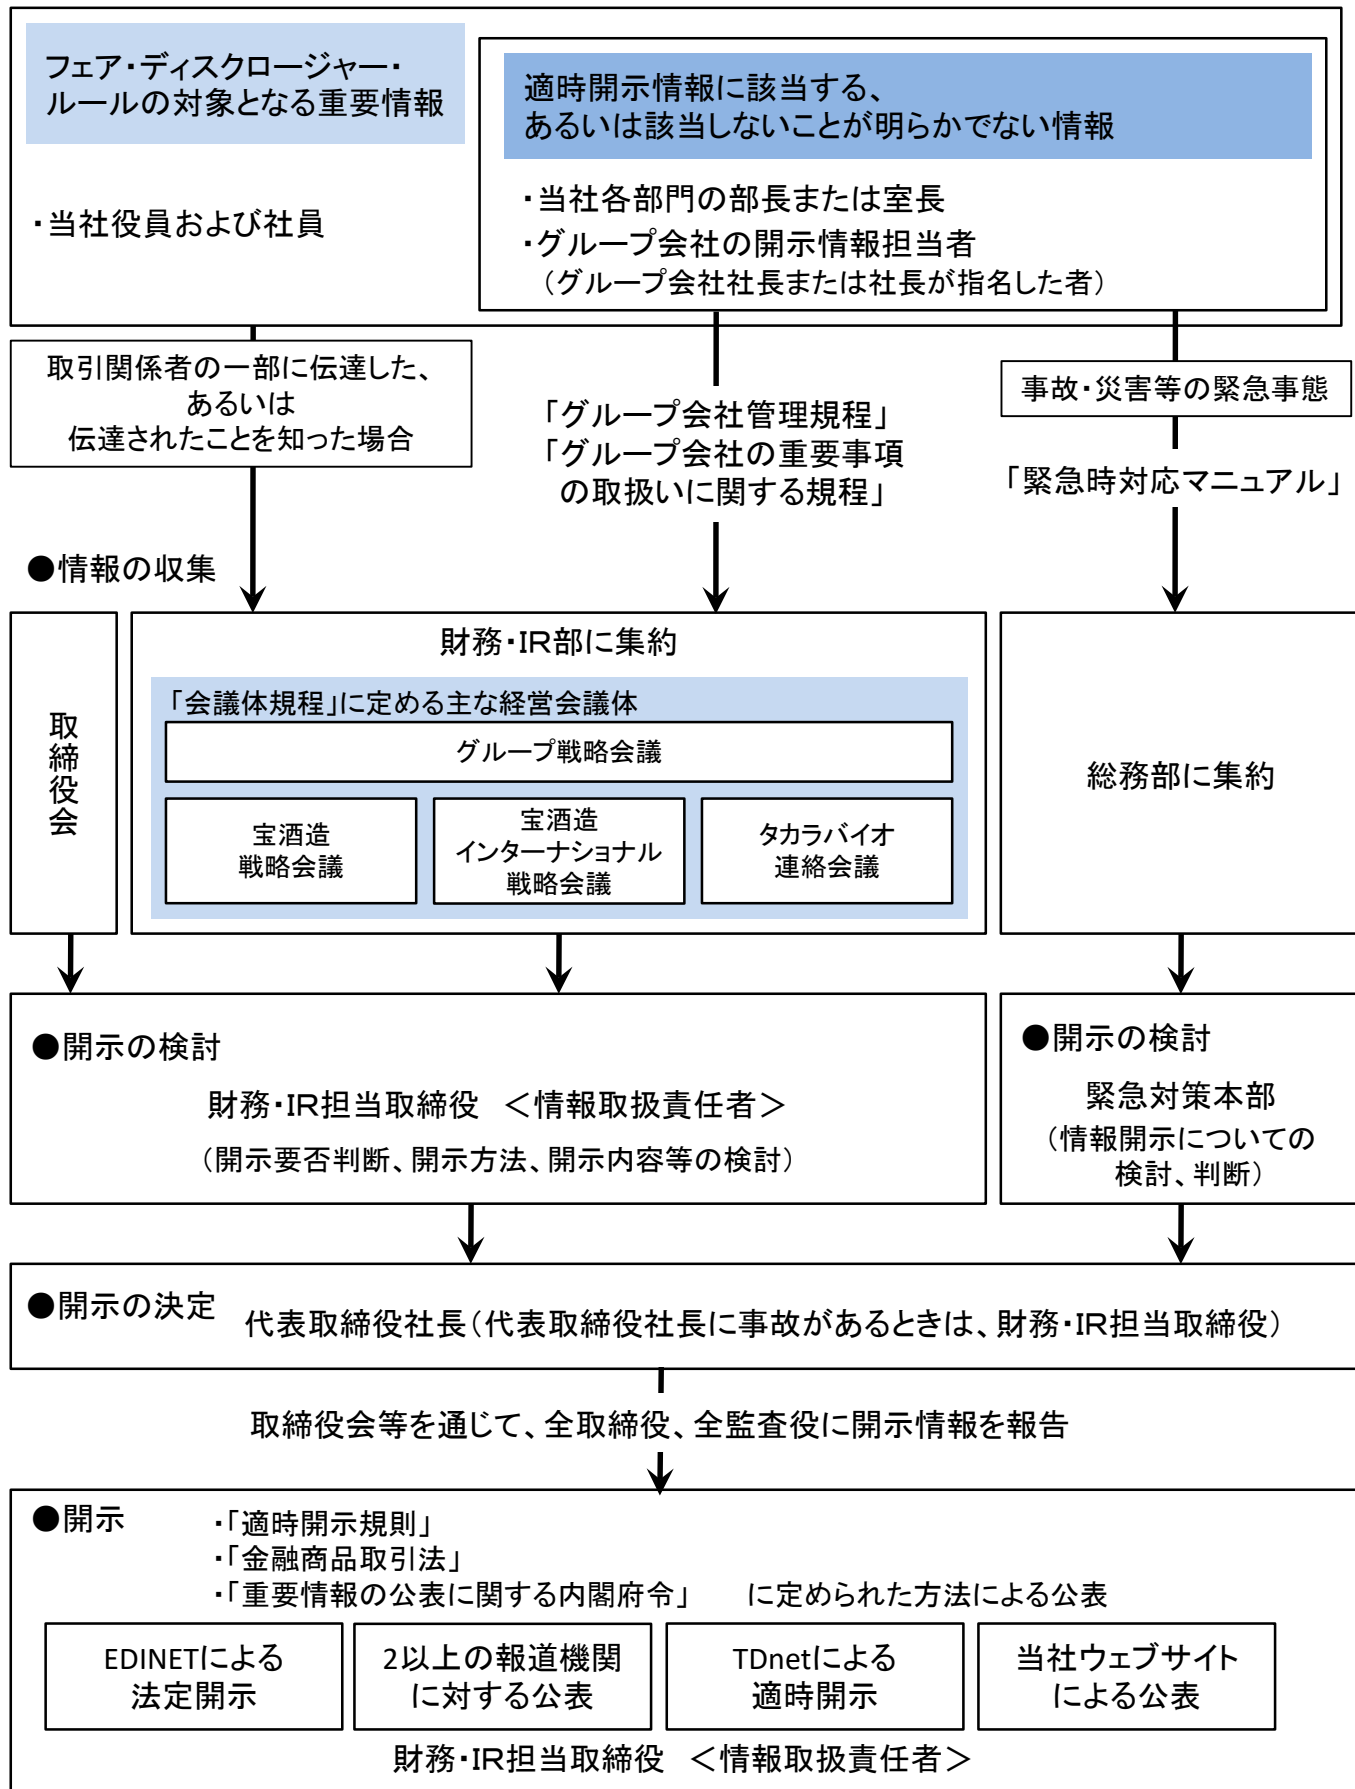 フェア・ディスクロージャー・
ルールの対象となる重要情報
・当社役員および社員
適時開示情報に該当する、
あるいは該当しないことが明らかでない情報
・当社各部門の部長または室長
・グループ会社の開示情報担当者
（グループ会社社長または社長が指名した者）
取引関係者の一部に伝達した、
あるいは
伝達されたことを知った場合
「グループ会社管理規程」
「グループ会社の重要事項
の取扱いに関する規程」
事故・災害等の緊急事態
「緊急時対応マニュアル」
●情報の収集
取締役会
財務・IR部に集約
「会議体規程」に定める主な経営会議体
グループ戦略会議
宝酒造
戦略会議
宝酒造
インターナショナル
戦略会議
タカラバイオ
連絡会議
総務部に集約
●開示の検討
財務・IR担当取締役　＜情報取扱責任者＞
（開示要否判断、開示方法、開示内容等の検討）
●開示の検討
緊急対策本部
（情報開示についての
検討、判断）
●開示の決定　代表取締役社長（代表取締役社長に事故があるときは、財務・IR担当取締役）
取締役会等を通じて、全取締役、全監査役に開示情報を報告
●開示
・「適時開示規則」
・「金融商品取引法」
・「重要情報の公表に関する内閣府令」　に定められた方法による公表
EDINETによる
法定開示
2以上の報道機関
に対する公表
TDnetによる
適時開示
当社ウェブサイト
による公表
財務・IR担当取締役　＜情報取扱責任者＞